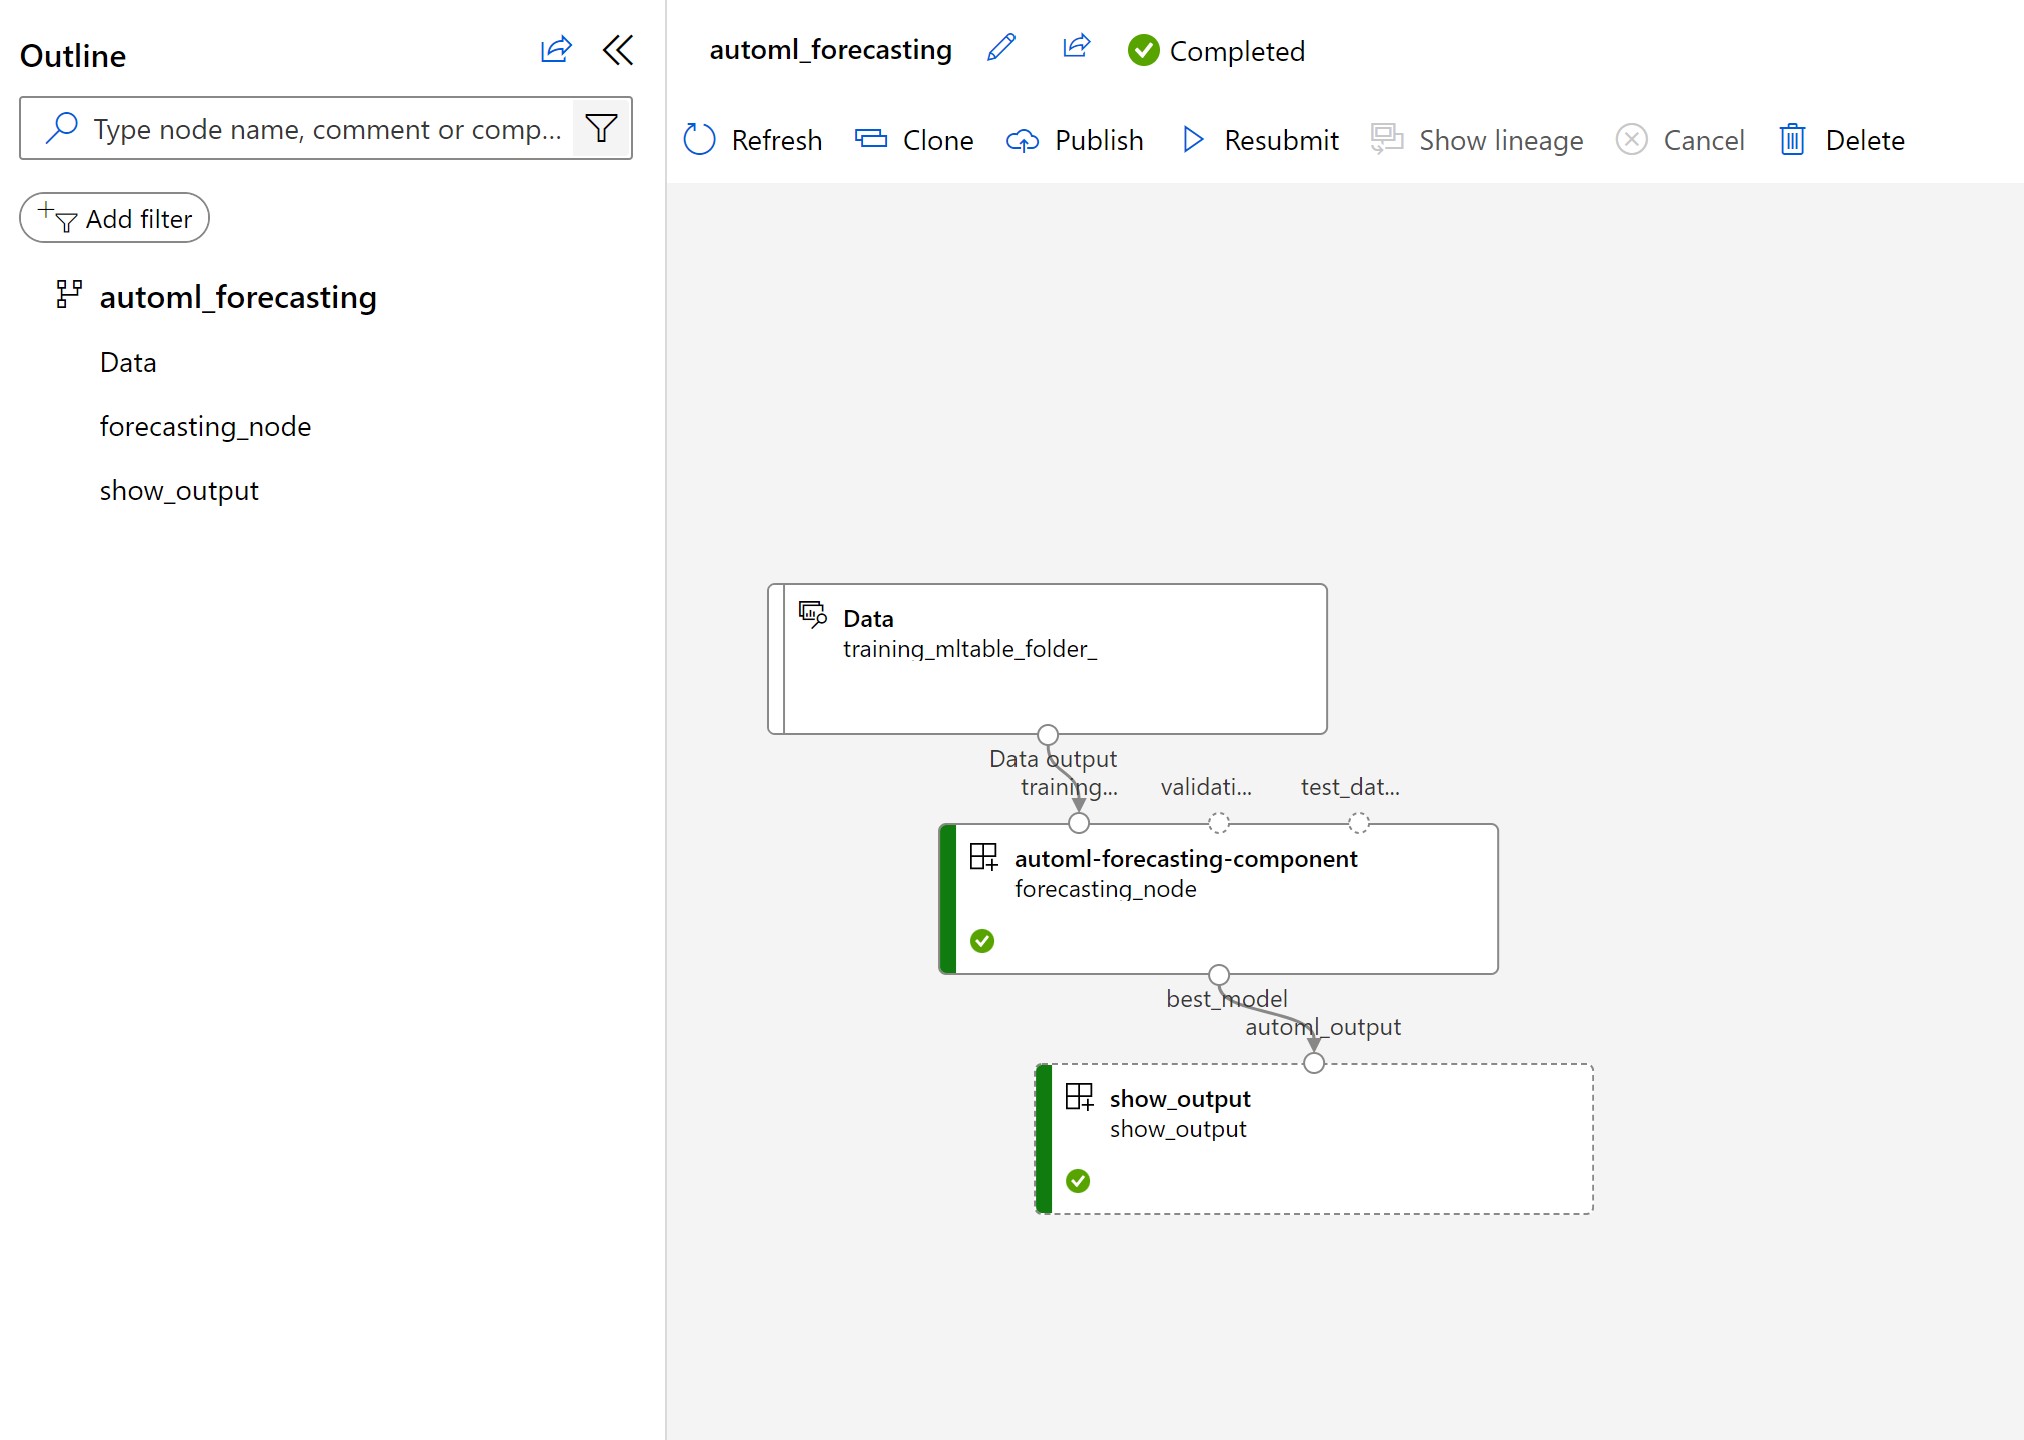 Outline
Type node name, comment or comp...
Add filter
automl_forecasting
Data
forecasting_node
show_output
automl_forecasting
Completed
Refresh
Clone
Publish
Resubmit
Show lineage
Cancel
Delete
Data
training_mltable_folder_
Data output
training...
validati...
test_dat...
automl-forecasting-component
forecasting_node
best_model
automl_output
show_output
show_output